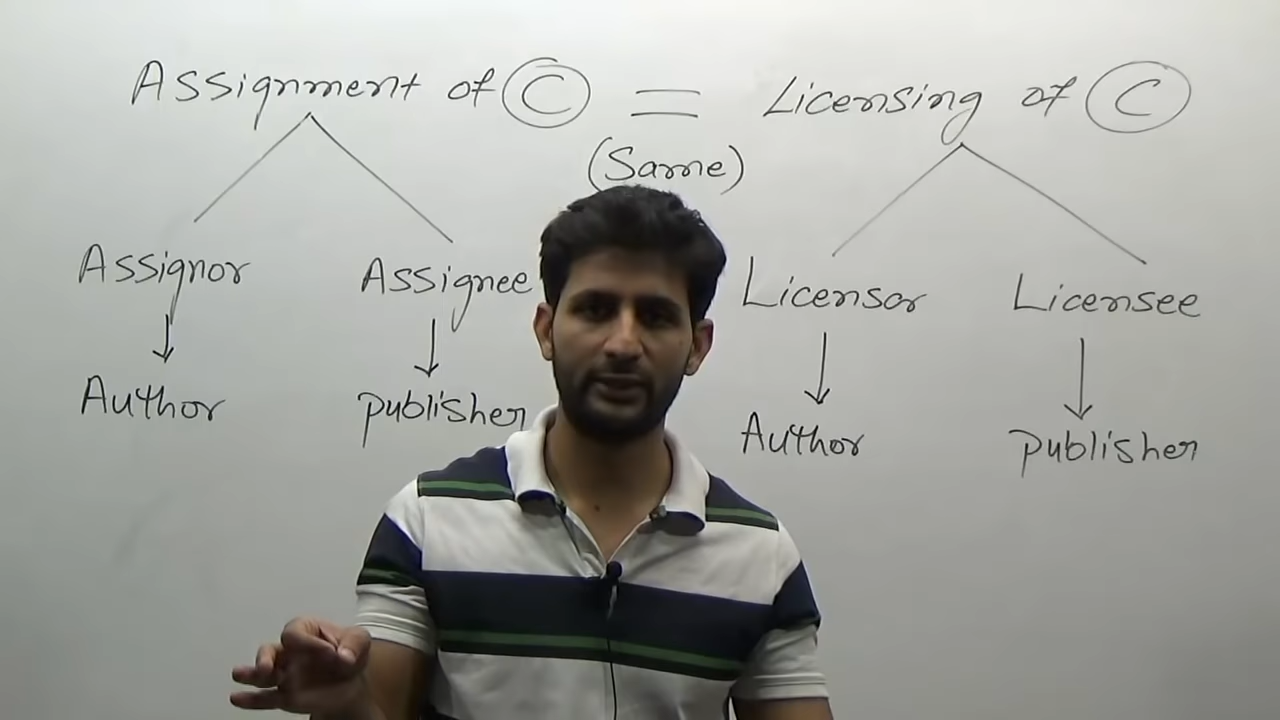 Assignment of © = Licensing of ©
(Same)
Assignor Assignee Licensor Licensee
Author publisher Author publisher